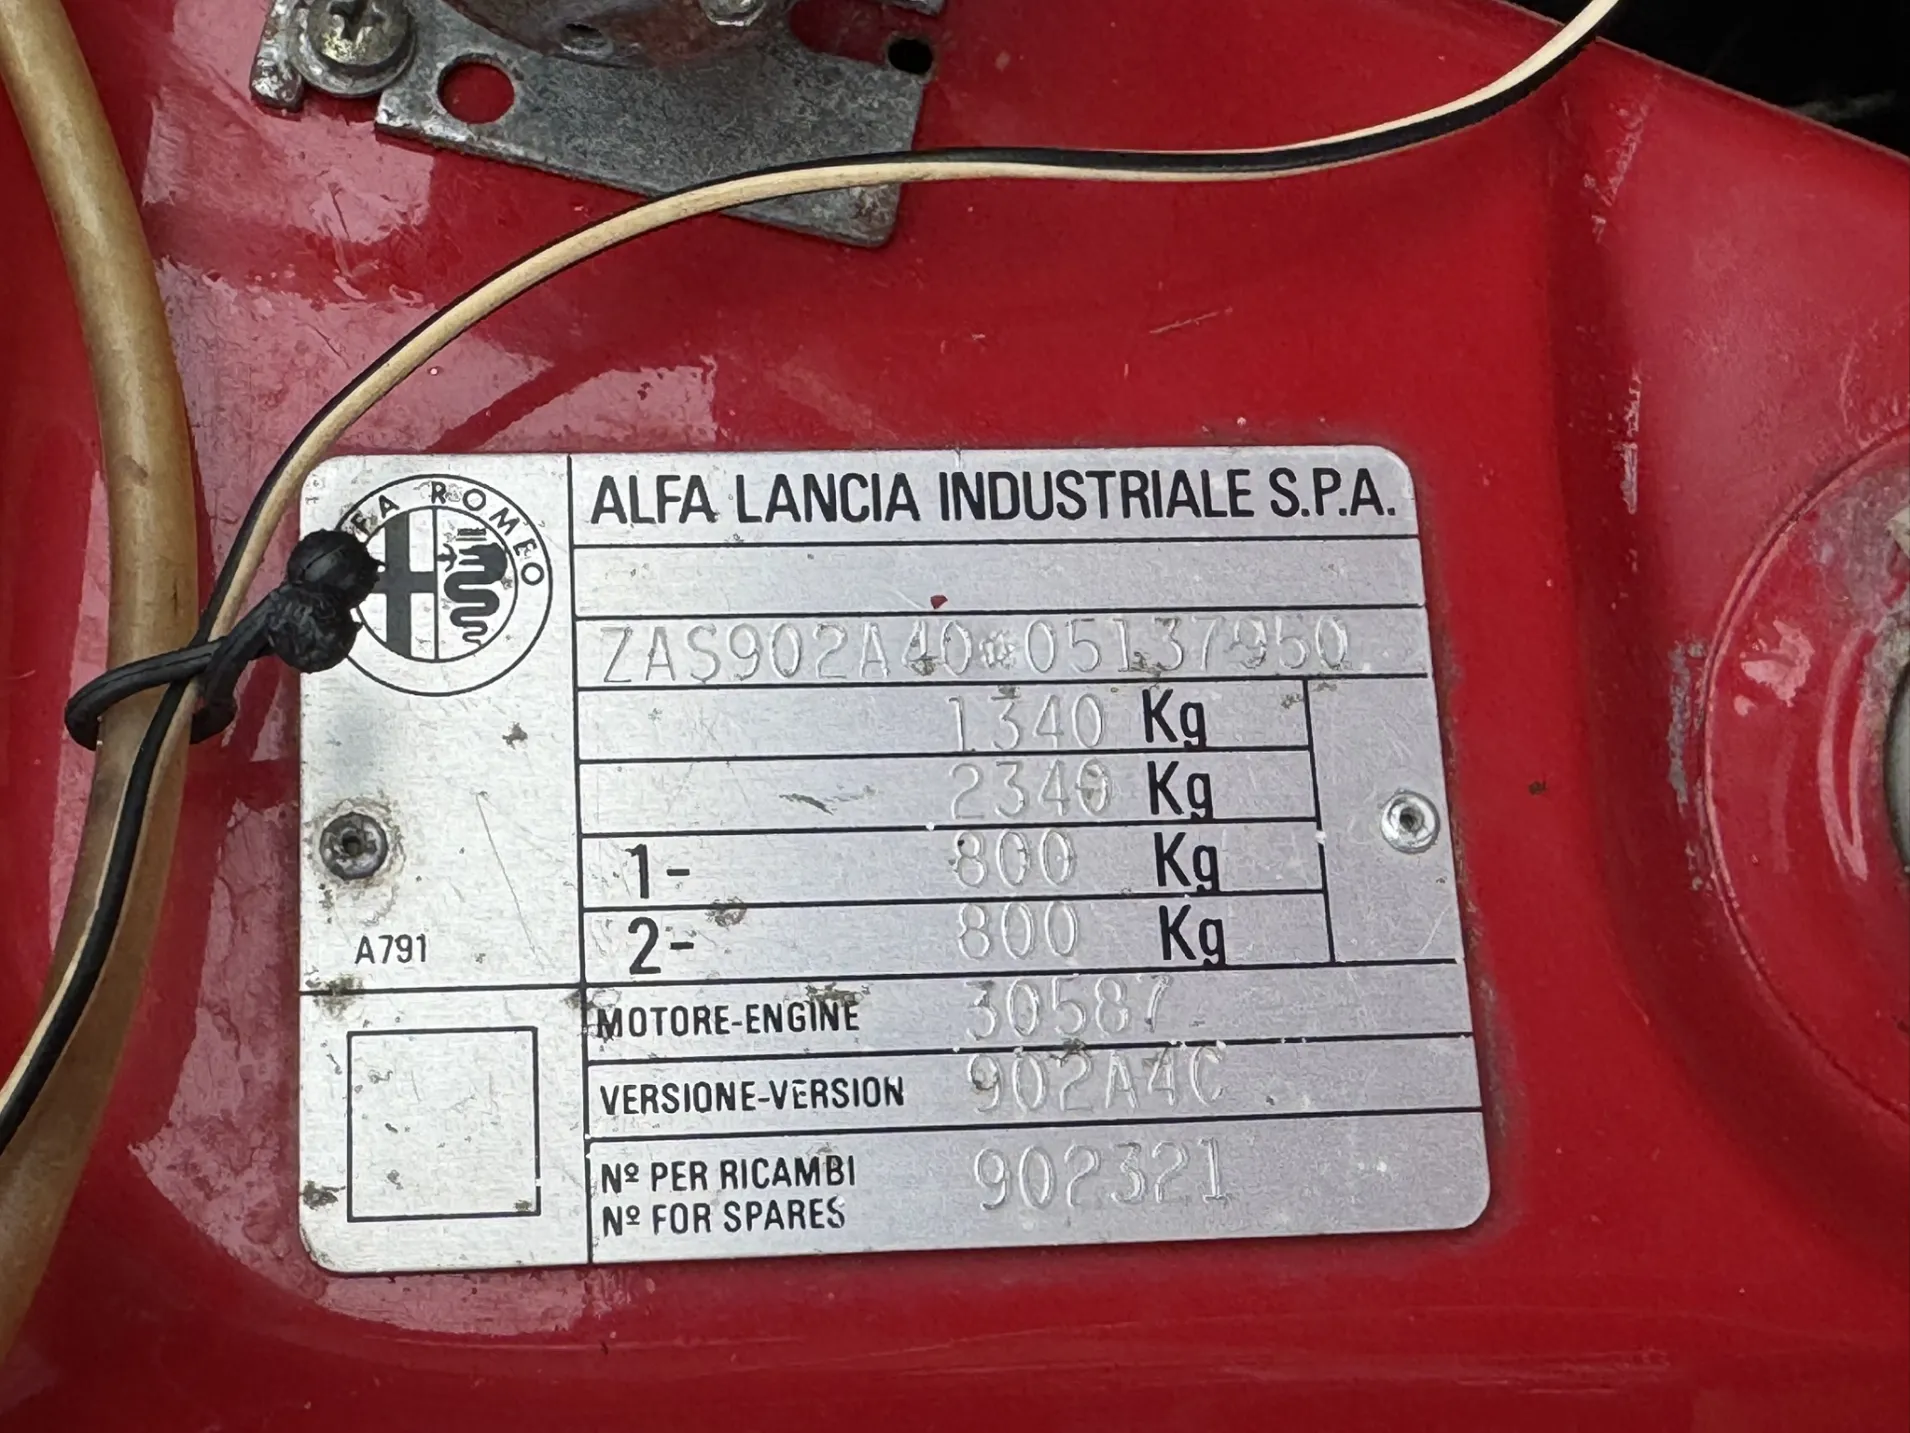 ALFA ROMEO
ALFA LANCIA INDUSTRIALE S.P.A.
ZAS902A40*05137950
1340 Kg
2340 Kg
1- 800 Kg
2- 800 Kg
A791
MOTORE-ENGINE 30587
VERSIONE-VERSION 902A4C
Nº PER RICAMBI
Nº FOR SPARES
902321